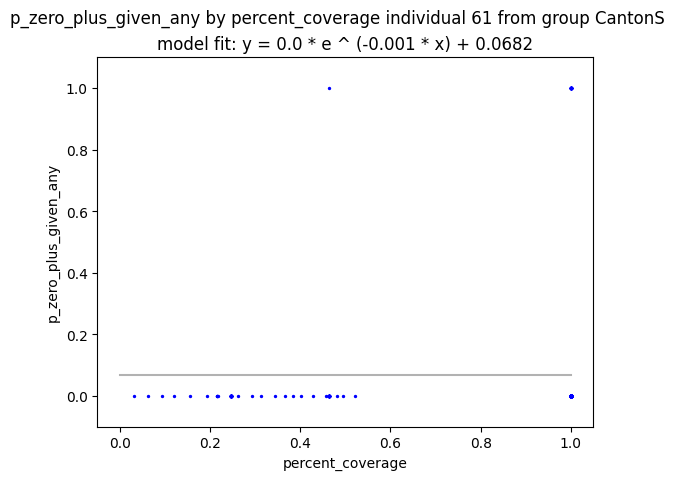 p_zero_plus_given_any by percent_coverage individual 61 from group CantonS
model fit: y = 0.0 * e ^ (-0.001 * x) + 0.0682
1.0
0.8
0.6
0.4
0.2
0.0
p_zero_plus_given_any
0.0 0.2 0.4 0.6 0.8 1.0
percent_coverage